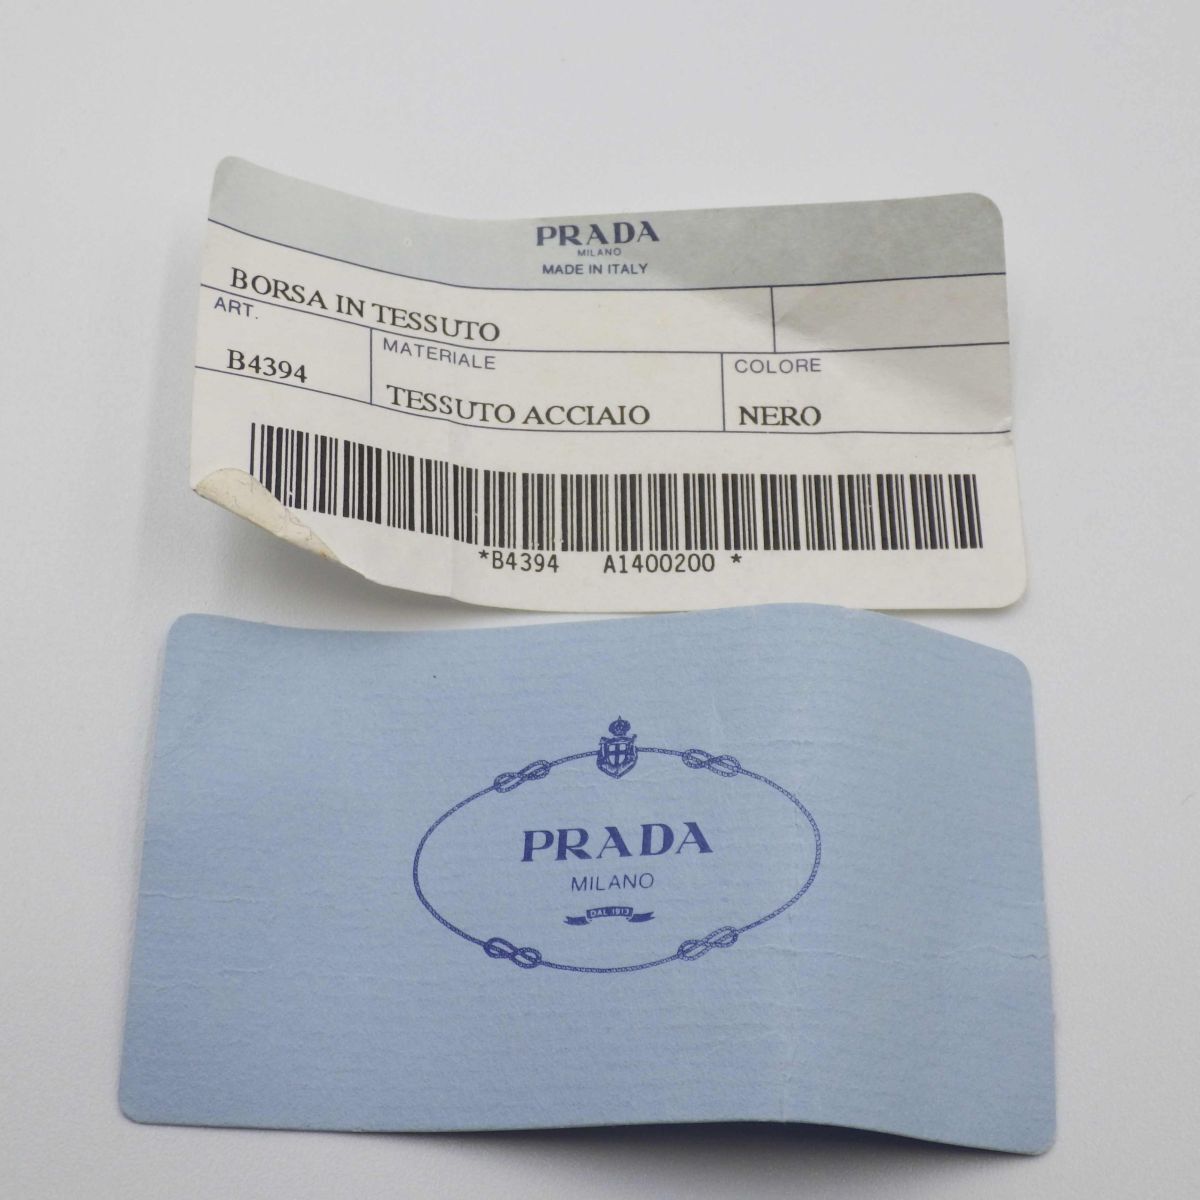 PRADA
MILANO
MADE IN ITALY
BORSA IN TESSUTO
ART.
B4394
MATERIALE
TESSUTO ACCIAIO
COLORE
NERO
*B4394 A1400200 *
PRADA
MILANO
DAL 1913